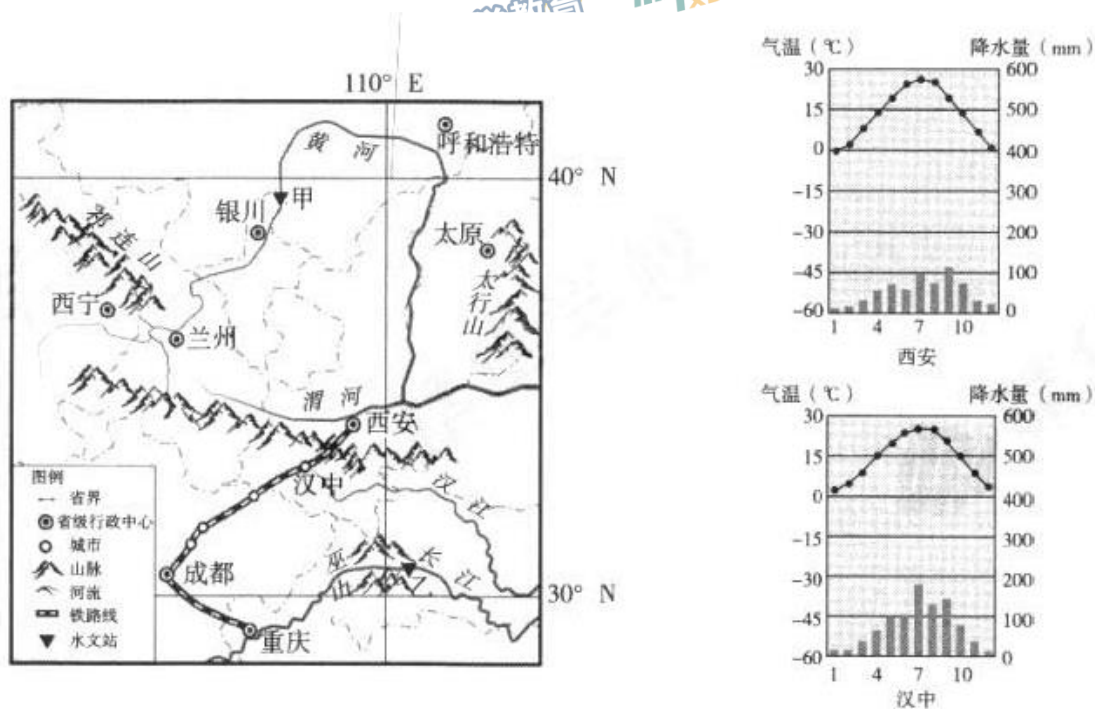 110° E
黄河
呼和浩特
40° N
甲
银川
祁连山
太原
太行山
西宁
兰州
渭河
西安
汉中
汉江
巫山
长江
乙
成都
30° N
重庆
图例
省界
省级行政中心
城市
山脉
河流
铁路线
水文站
气温(℃) 降水量(mm)
30 600
15 500
0 400
-15 300
-30 200
-45 100
-60 0
1 4 7 10
西安
气温(℃) 降水量(mm)
30 600
15 500
0 400
-15 300
-30 200
-45 100
-60 0
1 4 7 10
汉中